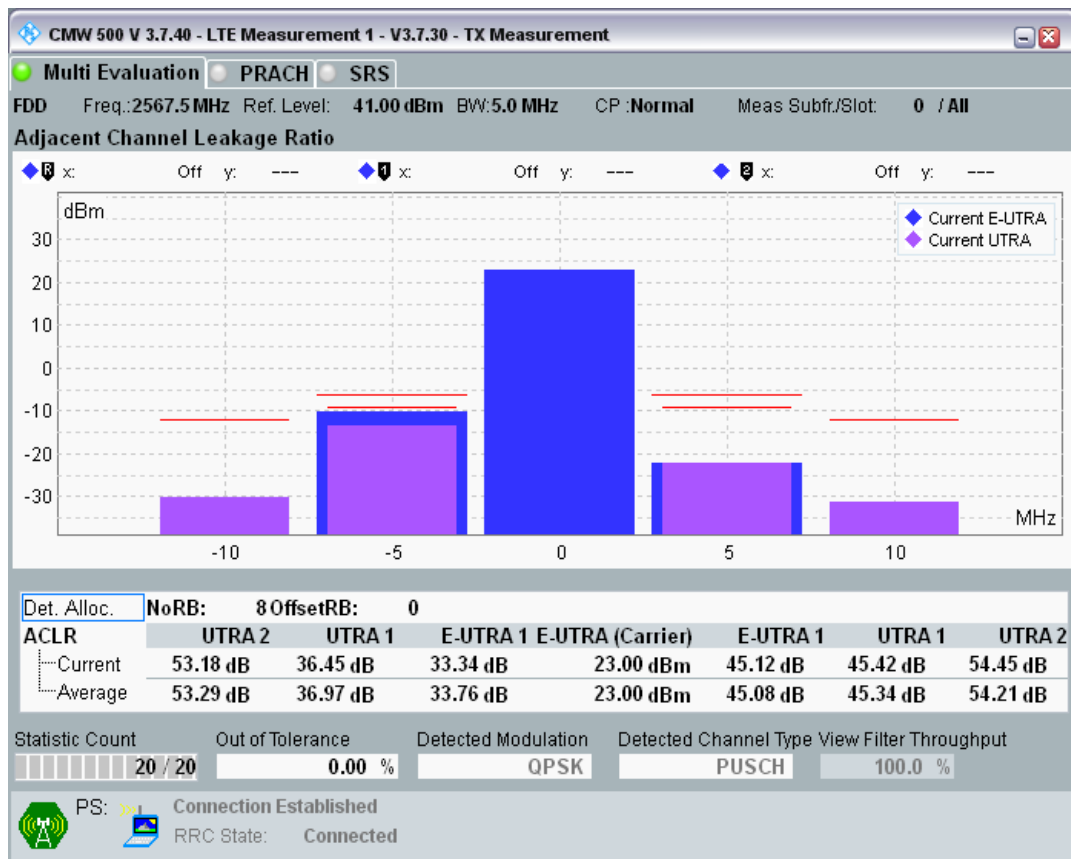 CMW 500 V 3.7.40 - LTE Measurement 1 - V3.7.30 - TX Measurement
Multi Evaluation PRACH SRS
FDD Freq.:2567.5 MHz Ref. Level: 41.00 dBm BW:5.0 MHz CP :Normal Meas Subfr./Slot: 0 / All
Adjacent Channel Leakage Ratio
R x: Off y: --- 1 x: Off y: --- 2 x: Off y: ---
dBm
Current E-UTRA
Current UTRA
30
20
10
0
-10
-20
-30
MHz
-10 -5 0 5 10
Det. Alloc. NoRB: 8 OffsetRB: 0
ACLR UTRA 2 UTRA 1 E-UTRA 1 E-UTRA (Carrier) E-UTRA 1 UTRA 1 UTRA 2
Current 53.18 dB 36.45 dB 33.34 dB 23.00 dBm 45.12 dB 45.42 dB 54.45 dB
Average 53.29 dB 36.97 dB 33.76 dB 23.00 dBm 45.08 dB 45.34 dB 54.21 dB
Statistic Count Out of Tolerance Detected Modulation Detected Channel Type View Filter Throughput
20 / 20 0.00 % QPSK PUSCH 100.0 %
PS: Connection Established
RRC State: Connected